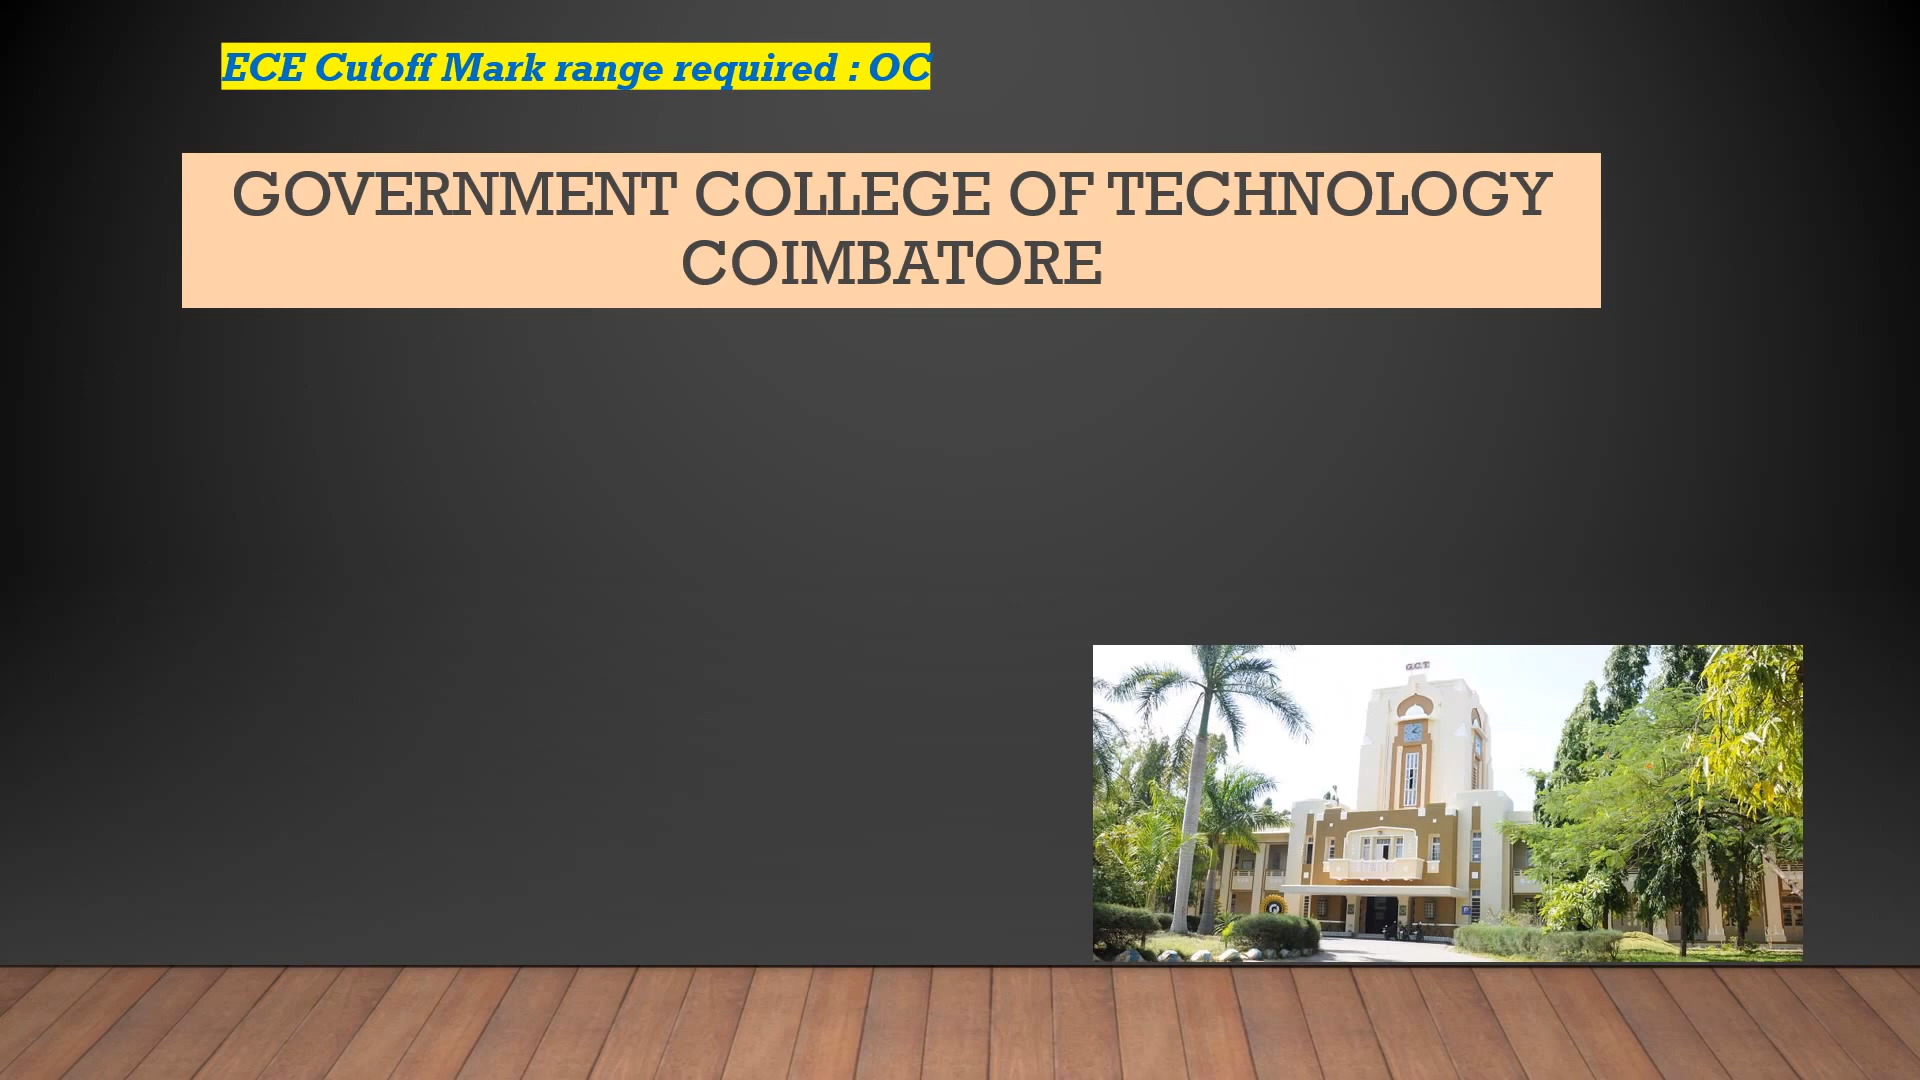 ECE Cutoff Mark range required : OC
GOVERNMENT COLLEGE OF TECHNOLOGY
COIMBATORE
G.C.T.